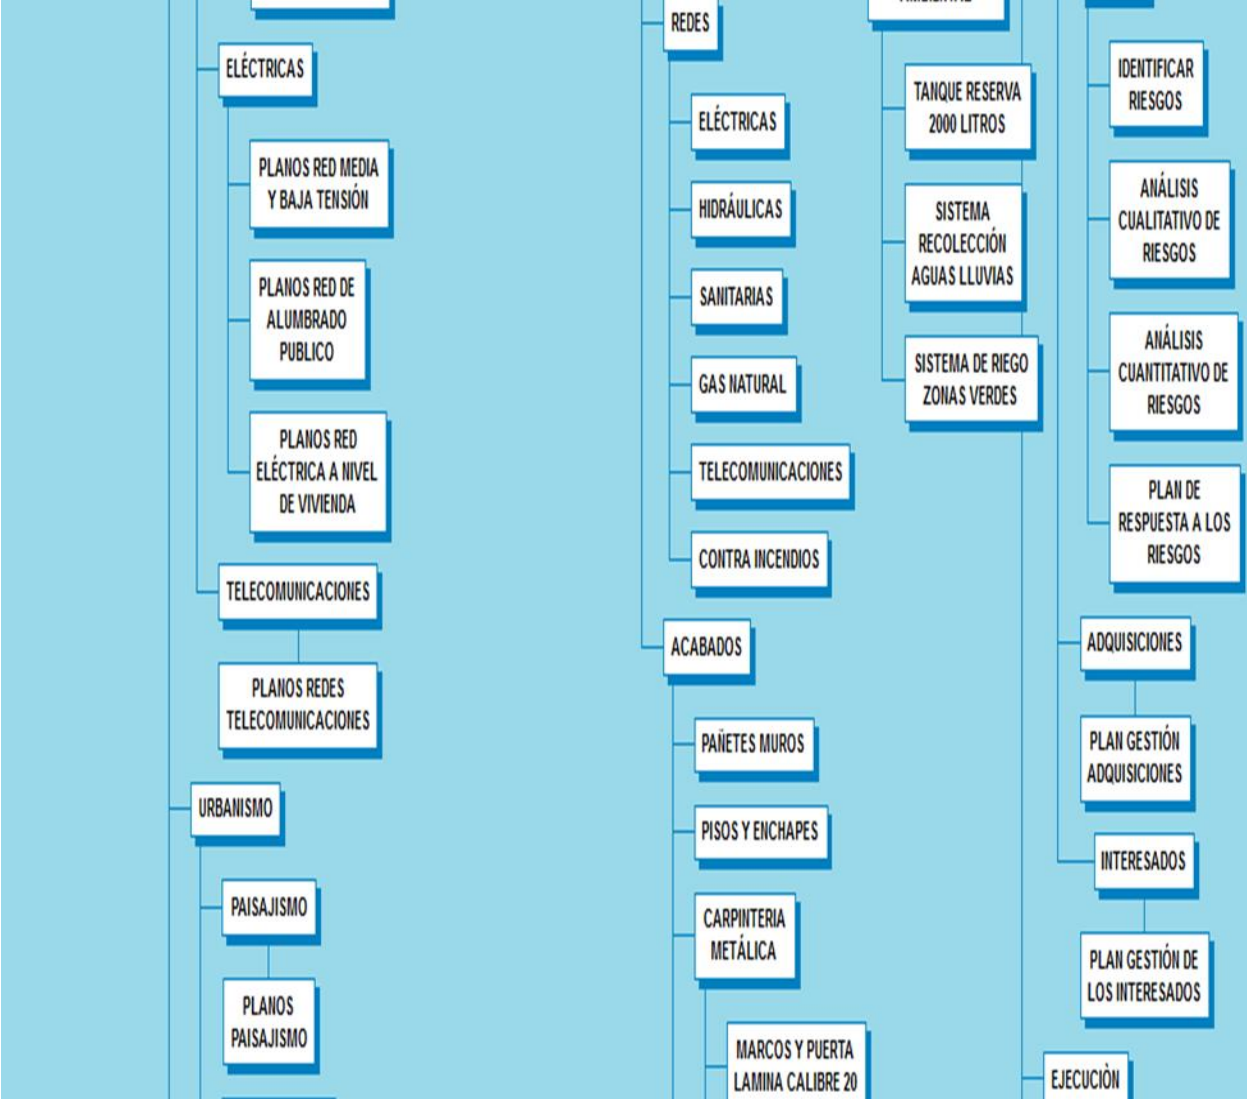 ELÉCTRICAS
PLANOS RED MEDIA
Y BAJA TENSIÓN
PLANOS RED DE
ALUMBRADO
PUBLICO
PLANOS RED
ELÉCTRICA A NIVEL
DE VIVIENDA
TELECOMUNICACIONES
PLANOS REDES
TELECOMUNICACIONES
URBANISMO
PAISAJISMO
PLANOS
PAISAJISMO
REDES
ELÉCTRICAS
HIDRÁULICAS
SANITARIAS
GAS NATURAL
TELECOMUNICACIONES
CONTRA INCENDIOS
ACABADOS
PAÑETES MUROS
PISOS Y ENCHAPES
CARPINTERIA
METÁLICA
MARCOS Y PUERTA
LAMINA CALIBRE 20
TANQUE RESERVA
2000 LITROS
SISTEMA
RECOLECCIÓN
AGUAS LLUVIAS
SISTEMA DE RIEGO
ZONAS VERDES
IDENTIFICAR
RIESGOS
ANÁLISIS
CUALITATIVO DE
RIESGOS
ANÁLISIS
CUANTITATIVO DE
RIESGOS
PLAN DE
RESPUESTA A LOS
RIESGOS
ADQUISICIONES
PLAN GESTIÓN
ADQUISICIONES
INTERESADOS
PLAN GESTIÓN DE
LOS INTERESADOS
EJECUCIÒN